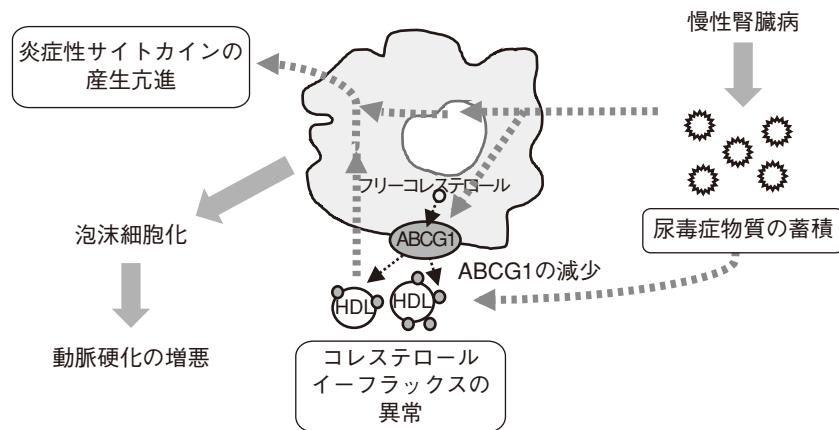 慢性腎臓病
炎症性サイトカインの
産生亢進
フリーコレステロール
泡沫細胞化
ABCG1
尿毒症物質の蓄積
ABCG1の減少
HDL
HDL
動脈硬化の増悪
コレステロール
イーフラックスの
異常